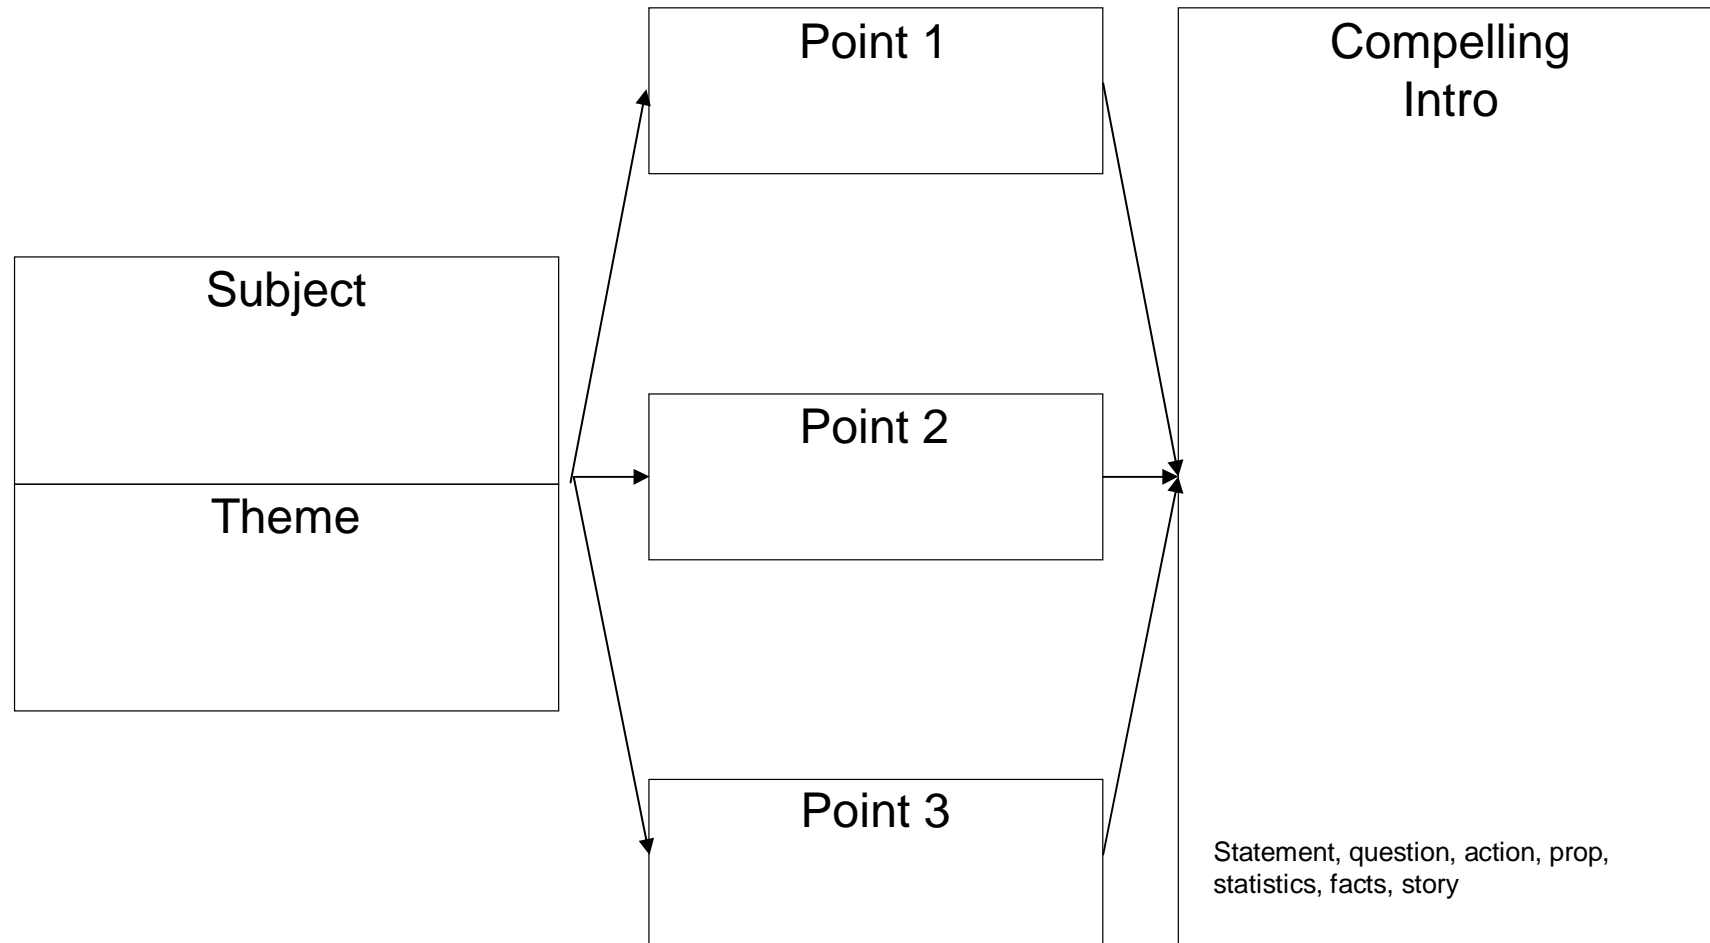 Subject
Theme
Point 1
Point 2
Point 3
Compelling
Intro
Statement, question, action, prop,
statistics, facts, story